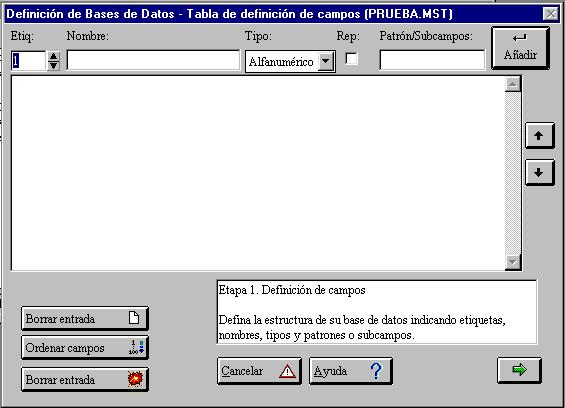 Definición de Bases de Datos - Tabla de definición de campos (PRUEBA.MST)
Etiq: Nombre: Tipo: Rep: Patrón/Subcampos:
1 Alfanumérico Añadir
Etapa 1. Definición de campos
Defina la estructura de su base de datos indicando etiquetas,
nombres, tipos y patrones o subcampos.
Borrar entrada
Ordenar campos
Borrar entrada
Cancelar Ayuda ?